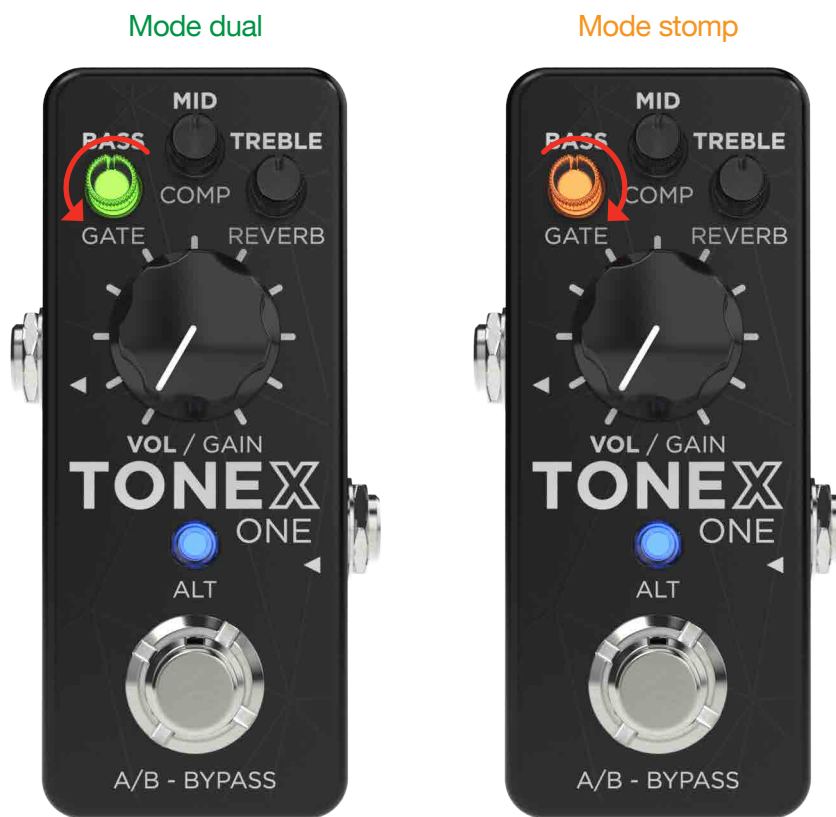 Mode dual
Mode stomp
MID
BASS
TREBLE
COMP
GATE
REVERB
VOL / GAIN
TONEX
ONE
ALT
A/B - BYPASS
MID
BASS
TREBLE
COMP
GATE
REVERB
VOL / GAIN
TONEX
ONE
ALT
A/B - BYPASS